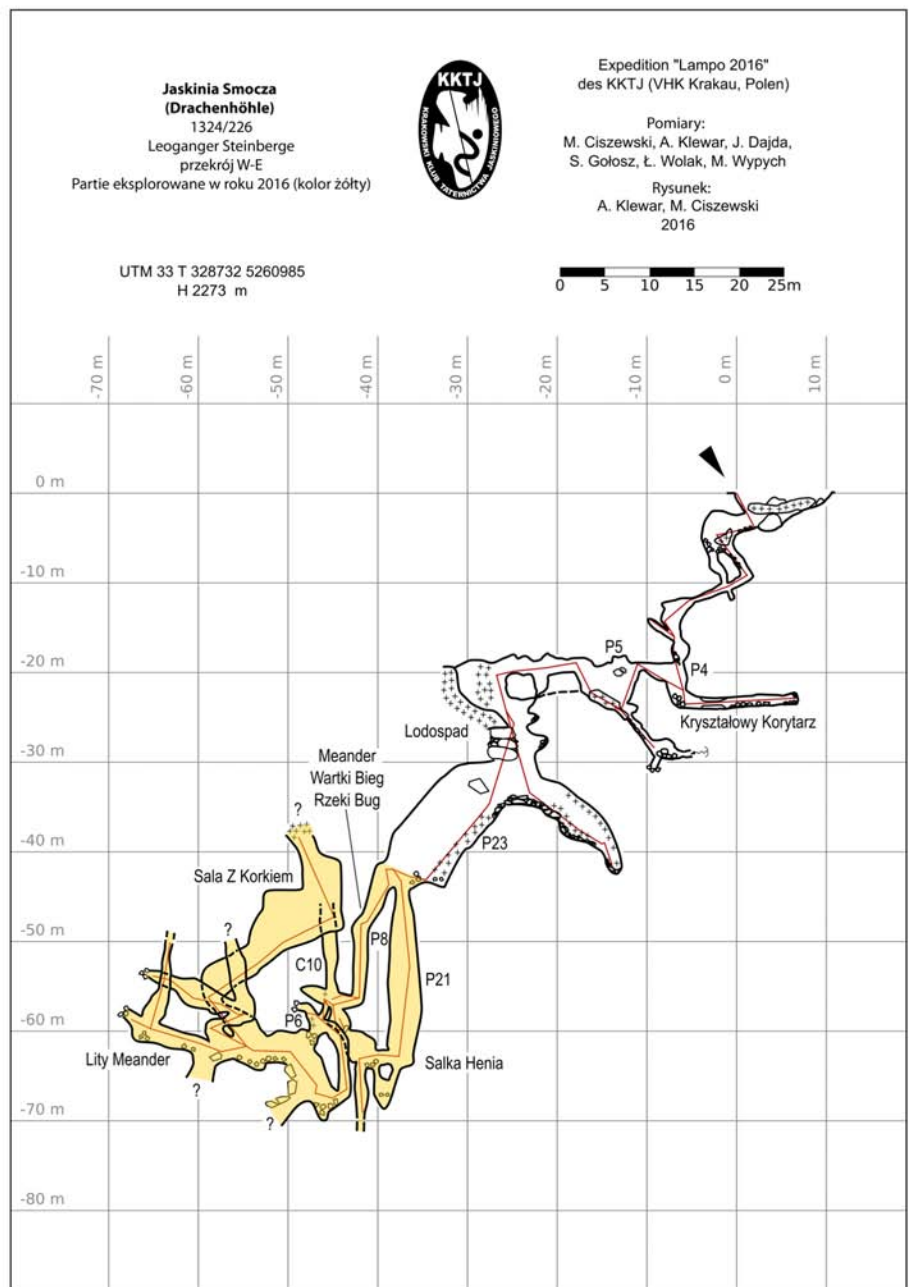 Jaskinia Smocza
(Drachenhöhle)
1324/226
Leoganger Steinberge
przekrój W-E
Partie eksplorowane w roku 2016 (kolor żółty)
UTM 33 T 328732 5260985
H 2273 m
KKTJ
KRAKOWSKI KLUB TATERNICTWA JASKINIOWEGO
Expedition "Lampo 2016"
des KKTJ (VHK Krakau, Polen)
Pomiary:
M. Ciszewski, A. Klewar, J. Dajda,
S. Gołosz, Ł. Wolak, M. Wypych
Rysunek:
A. Klewar, M. Ciszewski
2016
0 5 10 15 20 25m
-70 m
-60 m
-50 m
-40 m
-30 m
-20 m
-10 m
0 m
10 m
0 m
-10 m
-20 m
-30 m
-40 m
-50 m
-60 m
-70 m
-80 m
P5
P4
Kryształowy Korytarz
Lodospad
Meander
Wartki Bieg
Rzeki Bug
P23
?
Sala Z Korkiem
?
P8
C10
P21
P6
Lity Meander
Salka Henia
?
?